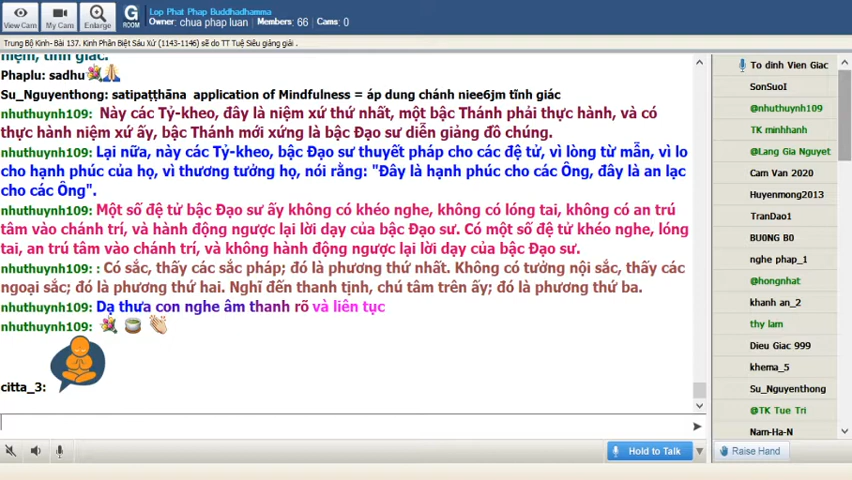 View Cam
My Cam
Enlarge
G
ROOM
Lop Phat Phap Buddhadhamma
Owner: chua phap luan , Members: 66 , Cams: 0
Trung Bộ Kinh- Bài 137. Kinh Phân Biệt Sáu Xứ (1143-1146) sẽ do TT Tuệ Siêu giảng giải .
niệm, tĩnh giác.
Phaplu: sadhu
Su_Nguyenthong: satipaṭṭhāna application of Mindfulness = áp dung chánh niee6jm tĩnh giác
nhuthuynh109: Này các Tỷ-kheo, đây là niệm xứ thứ nhất, một bậc Thánh phải thực hành, và có
thực hành niệm xứ ấy, bậc Thánh mới xứng là bậc Đạo sư diễn giảng đồ chúng.
nhuthuynh109: Lại nữa, này các Tỷ-kheo, bậc Đạo sư thuyết pháp cho các đệ tử, vì lòng từ mẫn, vì lo
cho hạnh phúc của họ, vì thương tưởng họ, nói rằng: "Đây là hạnh phúc cho các Ông, đây là an lạc
cho các Ông".
nhuthuynh109: Một số đệ tử bậc Đạo sư ấy không có khéo nghe, không có lóng tai, không có an trú
tâm vào chánh trí, và hành động ngược lại lời dạy của bậc Đạo sư. Có một số đệ tử khéo nghe, lóng
tai, an trú tâm vào chánh trí, và không hành động ngược lại lời dạy của bậc Đạo sư.
nhuthuynh109: : Có sắc, thấy các sắc pháp; đó là phương thứ nhất. Không có tưởng nội sắc, thấy các
ngoại sắc; đó là phương thứ hai. Nghĩ đến thanh tịnh, chú tâm trên ấy; đó là phương thứ ba.
nhuthuynh109: Dạ thưa con nghe âm thanh rõ và liên tục
nhuthuynh109:
citta_3:
Hold to Talk
To dinh Vien Giac
SonSuoI
@nhuthuynh109
TK minhhanh
@Lang Gia Nguyet
Cam Van 2020
Huyenmong2013
TranDao1
BU0NG B0
nghe phap_1
@hongnhat
khanh an_2
thy lam
Dieu Giac 999
khema_5
Su_Nguyenthong
@TK Tue Tri
Nam-Ha-N
Raise Hand